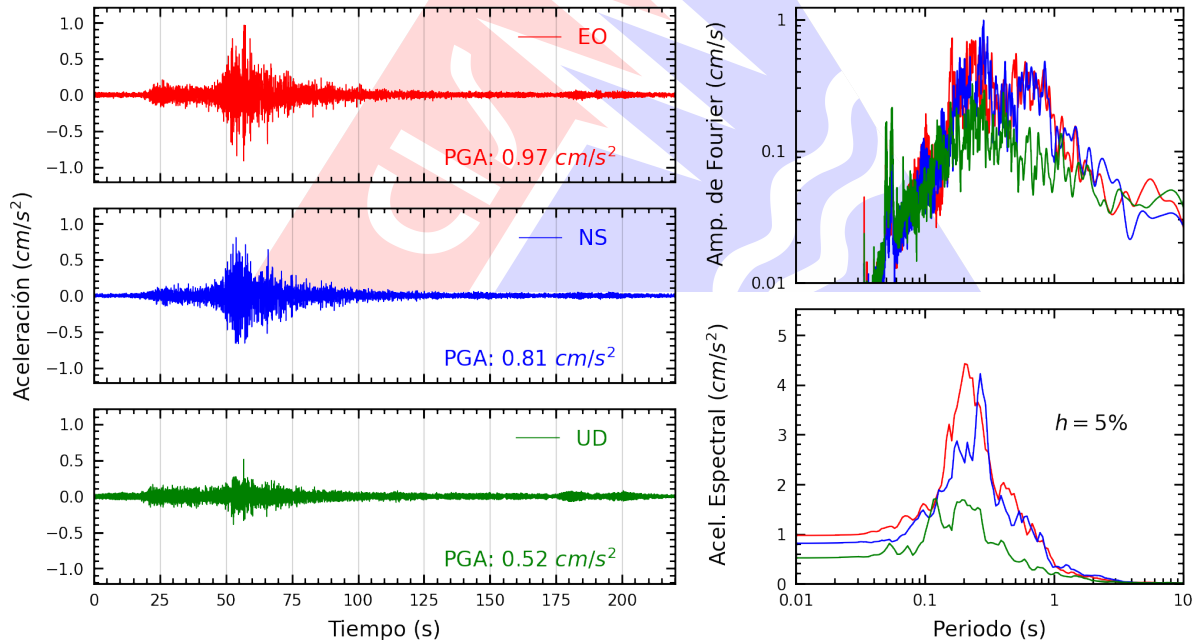 Aceleración (cm/s²)
1.0
0.5
0.0
−0.5
−1.0
EO
PGA: 0.97 cm/s²
1.0
0.5
0.0
−0.5
−1.0
NS
PGA: 0.81 cm/s²
1.0
0.5
0.0
−0.5
−1.0
UD
PGA: 0.52 cm/s²
0 25 50 75 100 125 150 175 200
Tiempo (s)
Amp. de Fourier (cm/s)
1
0.1
0.01
Acel. Espectral (cm/s²)
5
4
3
2
1
0
h = 5%
0.01 0.1 1 10
Periodo (s)
CIS